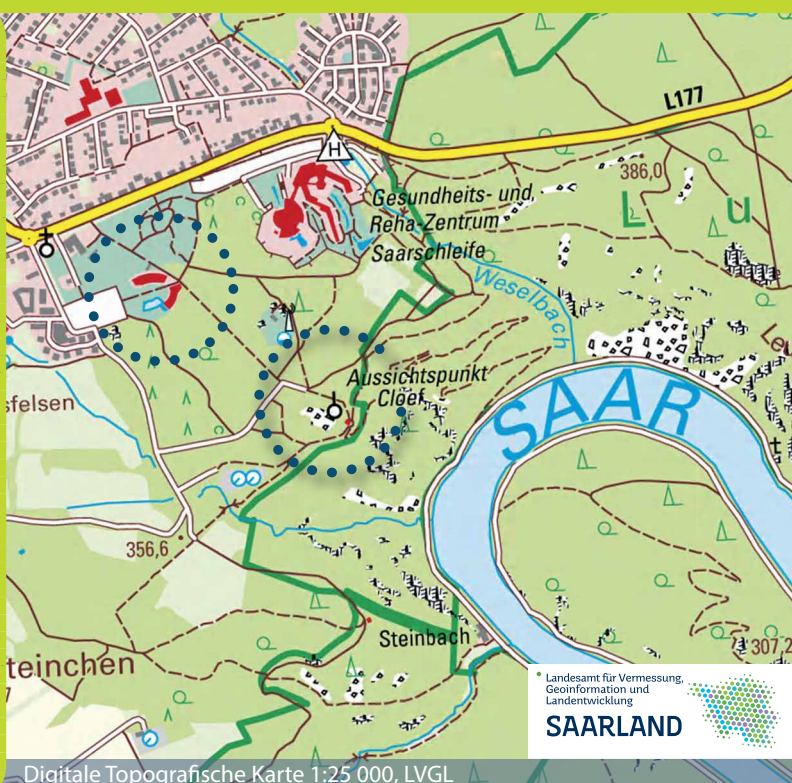 L177
H
386,0
L u
Gesundheits- und
Reha-Zentrum
Saarschleife
Weselbach
Aussichtspunkt
Cloef
SAAR
sfelsen
t
356,6
Steinbach
307,2
teinchen
Landesamt für Vermessung,
Geoinformation und
Landentwicklung
SAARLAND
Digitale Topografische Karte 1:25 000, LVGL